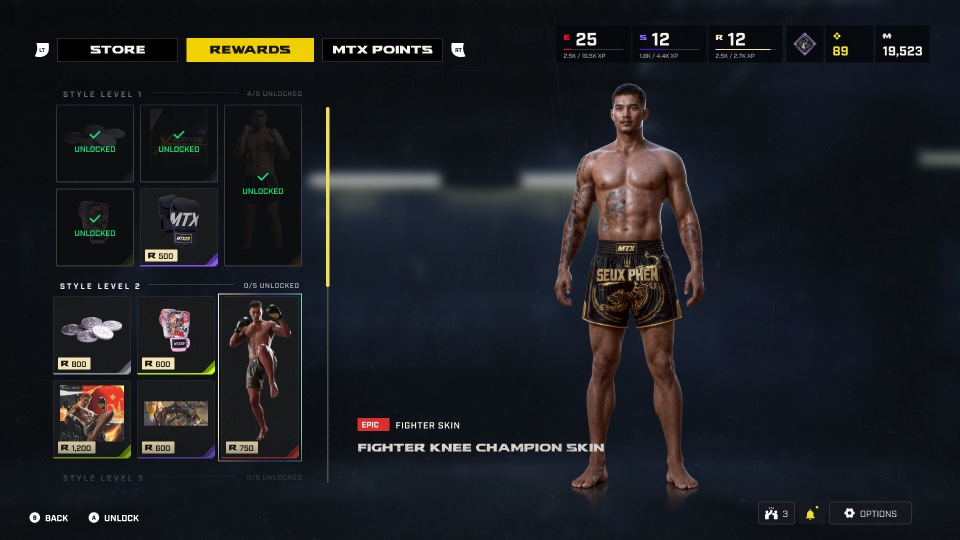 LT
STORE
REWARDS
MTX POINTS
RT
E 25
2.5K / 19.5K XP
S 12
1.8K / 4.4K XP
R 12
2.5K / 2.7K XP
89
M
19,523
STYLE LEVEL 1
4/5 UNLOCKED
UNLOCKED
UNLOCKED
UNLOCKED
UNLOCKED
MTX
R 500
STYLE LEVEL 2
0/5 UNLOCKED
R 800
R 600
R 1,200
R 600
R 750
STYLE LEVEL 3
0/5 UNLOCKED
MTX
SEUX PHEN
EPIC
FIGHTER SKIN
FIGHTER KNEE CHAMPION SKIN
B BACK
A UNLOCK
3
OPTIONS